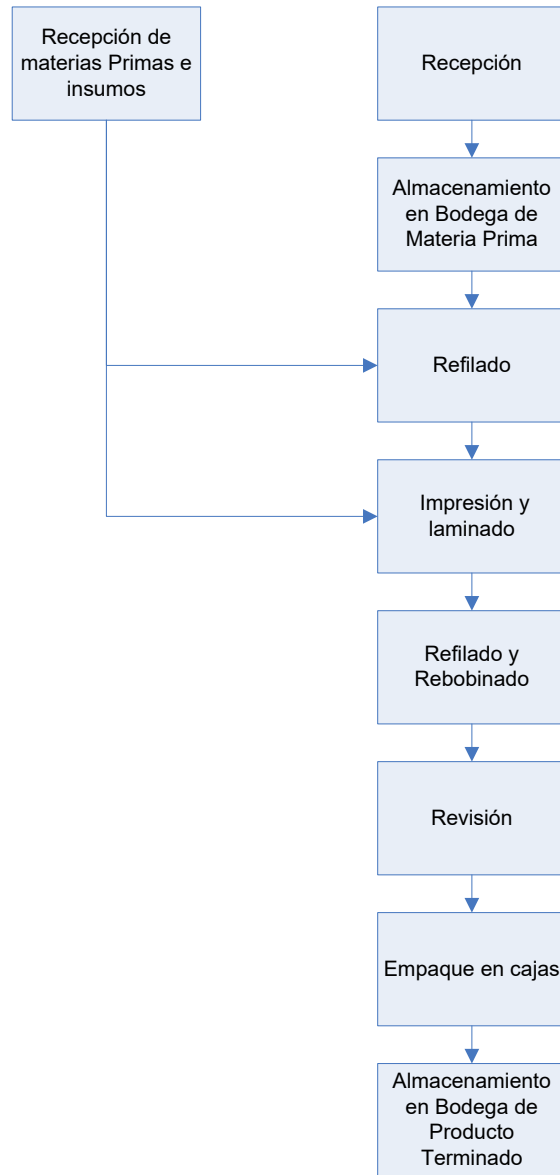 Recepción de
materias Primas e
insumos
Recepción
Almacenamiento
en Bodega de
Materia Prima
Refilado
Impresión y
laminado
Refilado y
Rebobinado
Revisión
Empaque en cajas
Almacenamiento
en Bodega de
Producto
Terminado